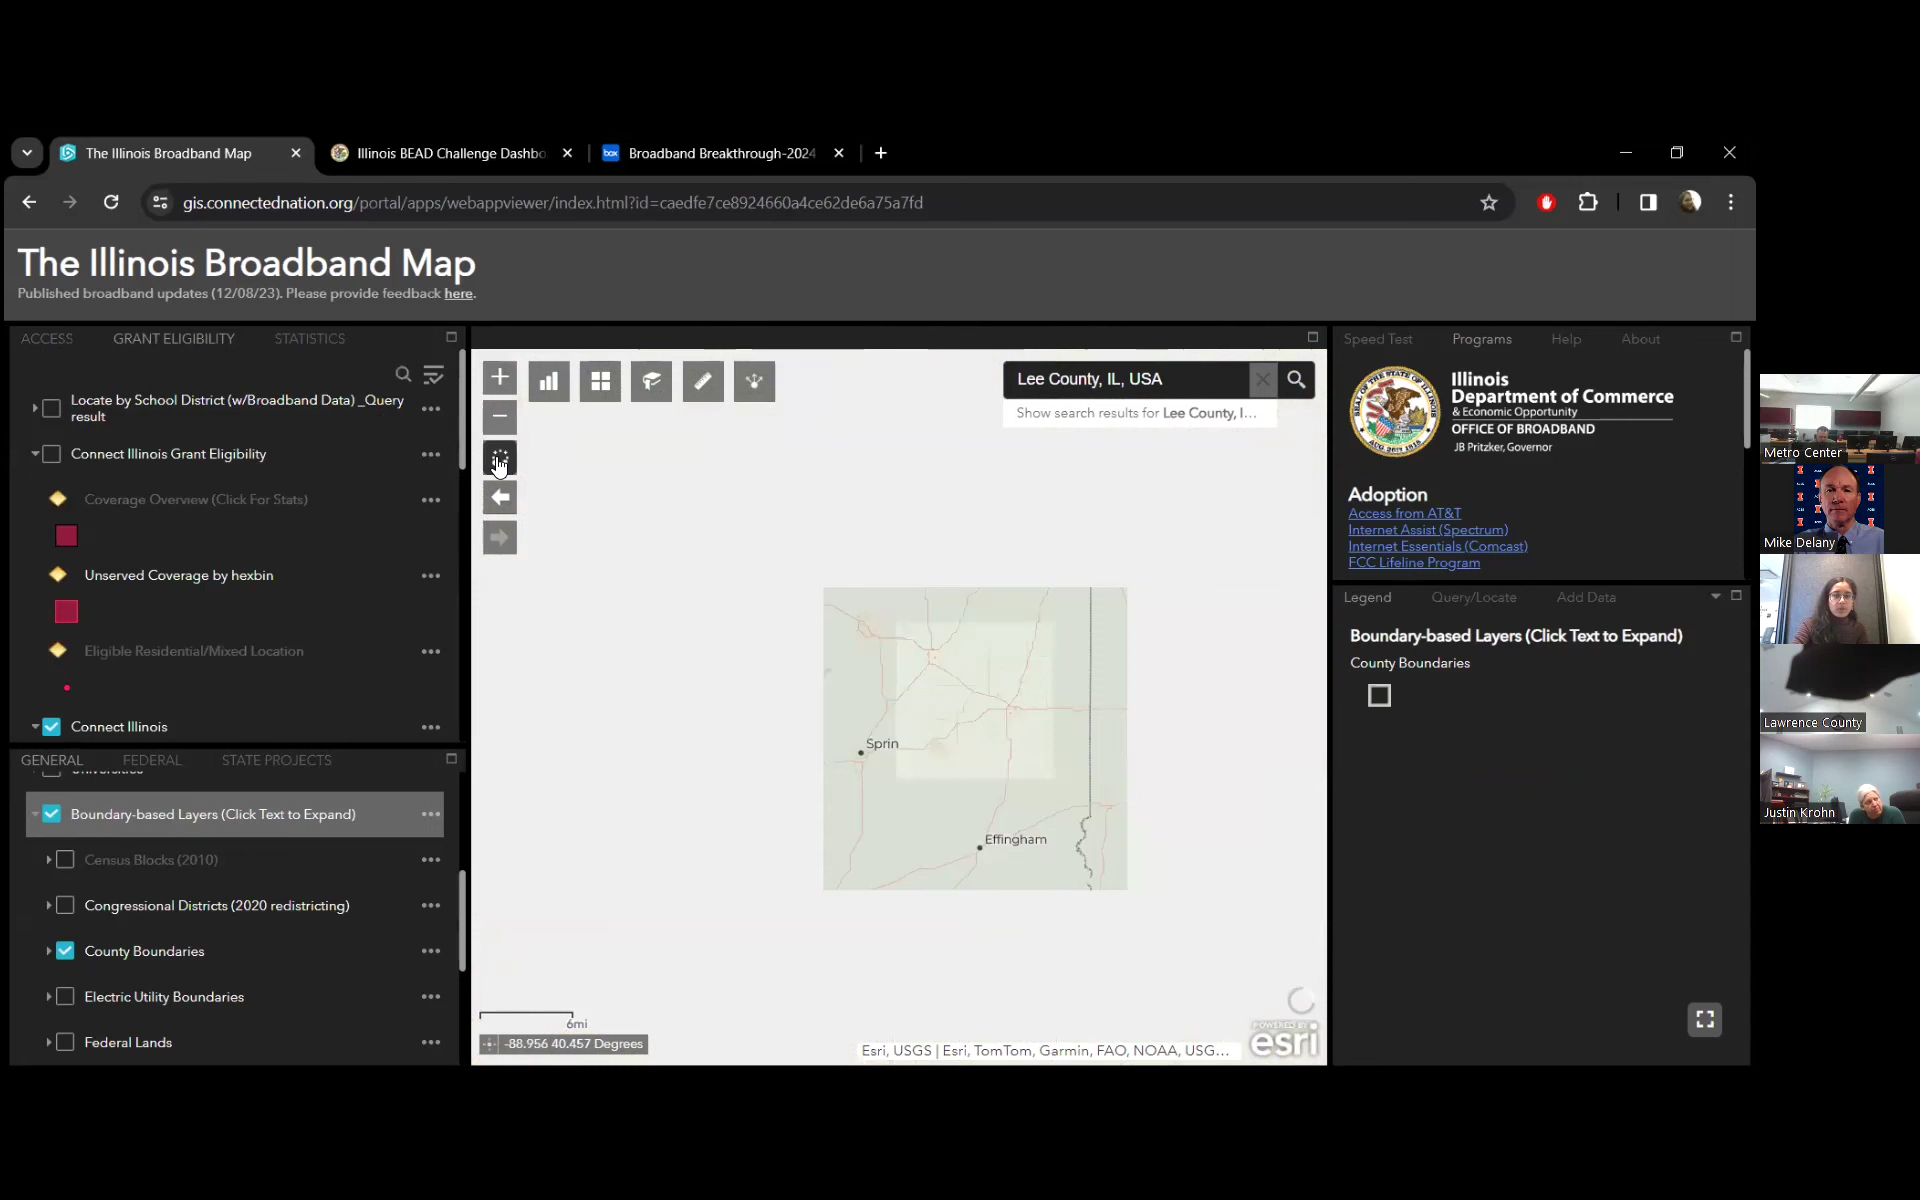 The Illinois Broadband Map
Illinois BEAD Challenge Dashbo
box
Broadband Breakthrough-2024
gis.connectednation.org/portal/apps/webappviewer/index.html?id=caedfe7ce8924660a4ce62de6a75a7fd
The Illinois Broadband Map
Published broadband updates (12/08/23). Please provide feedback here.
ACCESS
GRANT ELIGIBILITY
STATISTICS
Locate by School District (w/Broadband Data) _Query
result
Connect Illinois Grant Eligibility
Coverage Overview (Click For Stats)
Unserved Coverage by hexbin
Eligible Residential/Mixed Location
Connect Illinois
GENERAL
FEDERAL
STATE PROJECTS
Universities
Boundary-based Layers (Click Text to Expand)
Census Blocks (2010)
Congressional Districts (2020 redistricting)
County Boundaries
Electric Utility Boundaries
Federal Lands
Lee County, IL, USA
Show search results for Lee County, I...
Sprin
Effingham
6mi
-88.956 40.457 Degrees
Esri, USGS | Esri, TomTom, Garmin, FAO, NOAA, USG...
POWERED BY
esri
Speed Test
Programs
Help
About
Illinois
Department of Commerce
& Economic Opportunity
OFFICE OF BROADBAND
JB Pritzker, Governor
Adoption
Access from AT&T
Internet Assist (Spectrum)
Internet Essentials (Comcast)
FCC Lifeline Program
Legend
Query/Locate
Add Data
Boundary-based Layers (Click Text to Expand)
County Boundaries
Metro Center
Mike Delany
Lawrence County
Justin Krohn